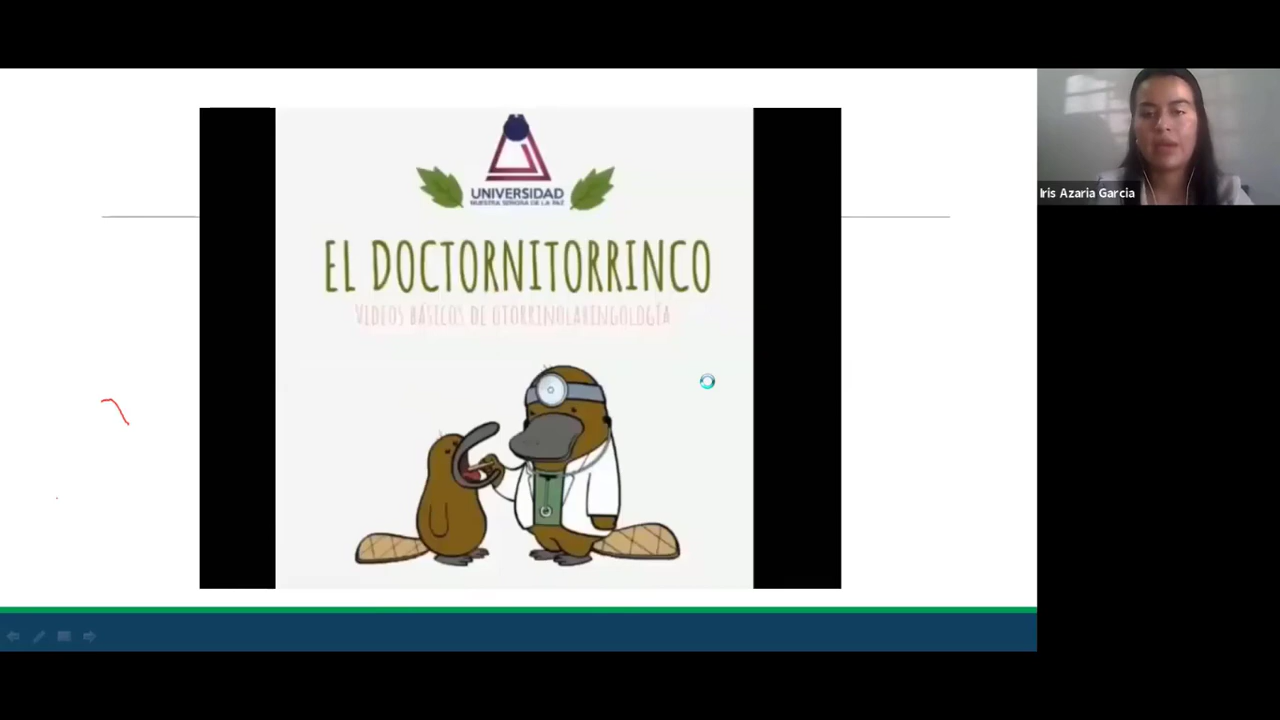 UNIVERSIDAD
NUESTRA SEÑORA DE LA PAZ
EL DOCTORNITORRINCO
VIDEOS BÁSICOS DE OTORRINOLARINGOLOGÍA
Iris Azaria Garcia